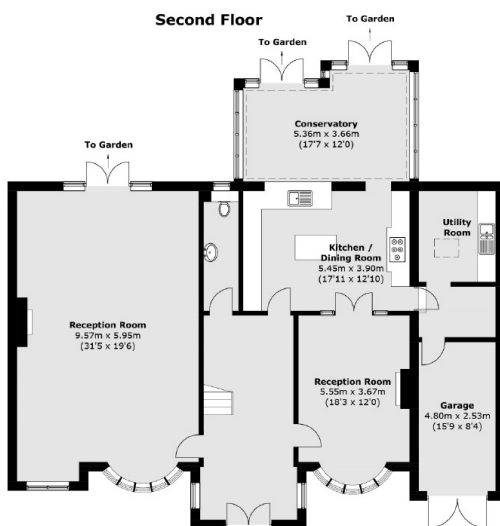 Second Floor
To Garden
To Garden
Conservatory
5.36m x 3.66m
(17'7 x 12'0)
To Garden
Utility
Room
Kitchen /
Dining Room
5.45m x 3.90m
(17'11 x 12'10)
Reception Room
9.57m x 5.95m
(31'5 x 19'6)
Reception Room
5.55m x 3.67m
(18'3 x 12'0)
Garage
4.80m x 2.53m
(15'9 x 8'4)